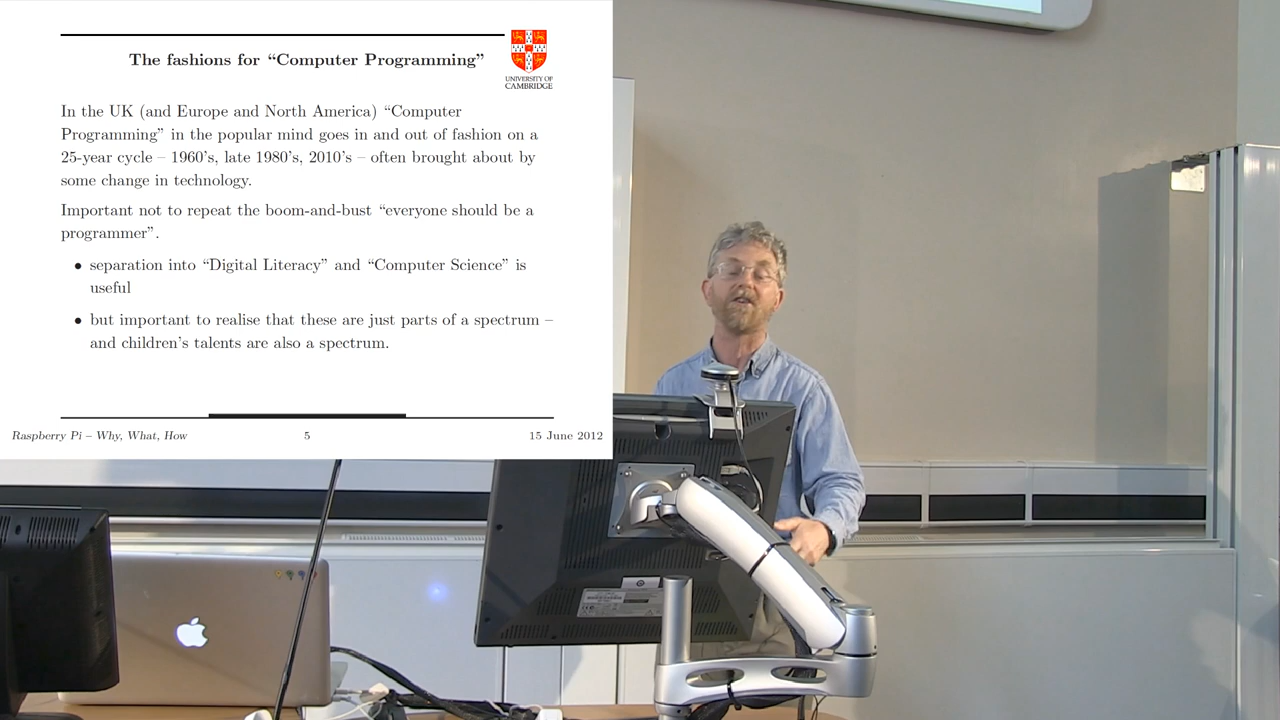 The fashions for “Computer Programming”
UNIVERSITY OF
CAMBRIDGE
In the UK (and Europe and North America) “Computer
Programming” in the popular mind goes in and out of fashion on a
25-year cycle – 1960’s, late 1980’s, 2010’s – often brought about by
some change in technology.
Important not to repeat the boom-and-bust “everyone should be a
programmer”.
• separation into “Digital Literacy” and “Computer Science” is
useful
• but important to realise that these are just parts of a spectrum –
and children’s talents are also a spectrum.
Raspberry Pi – Why, What, How
5
15 June 2012